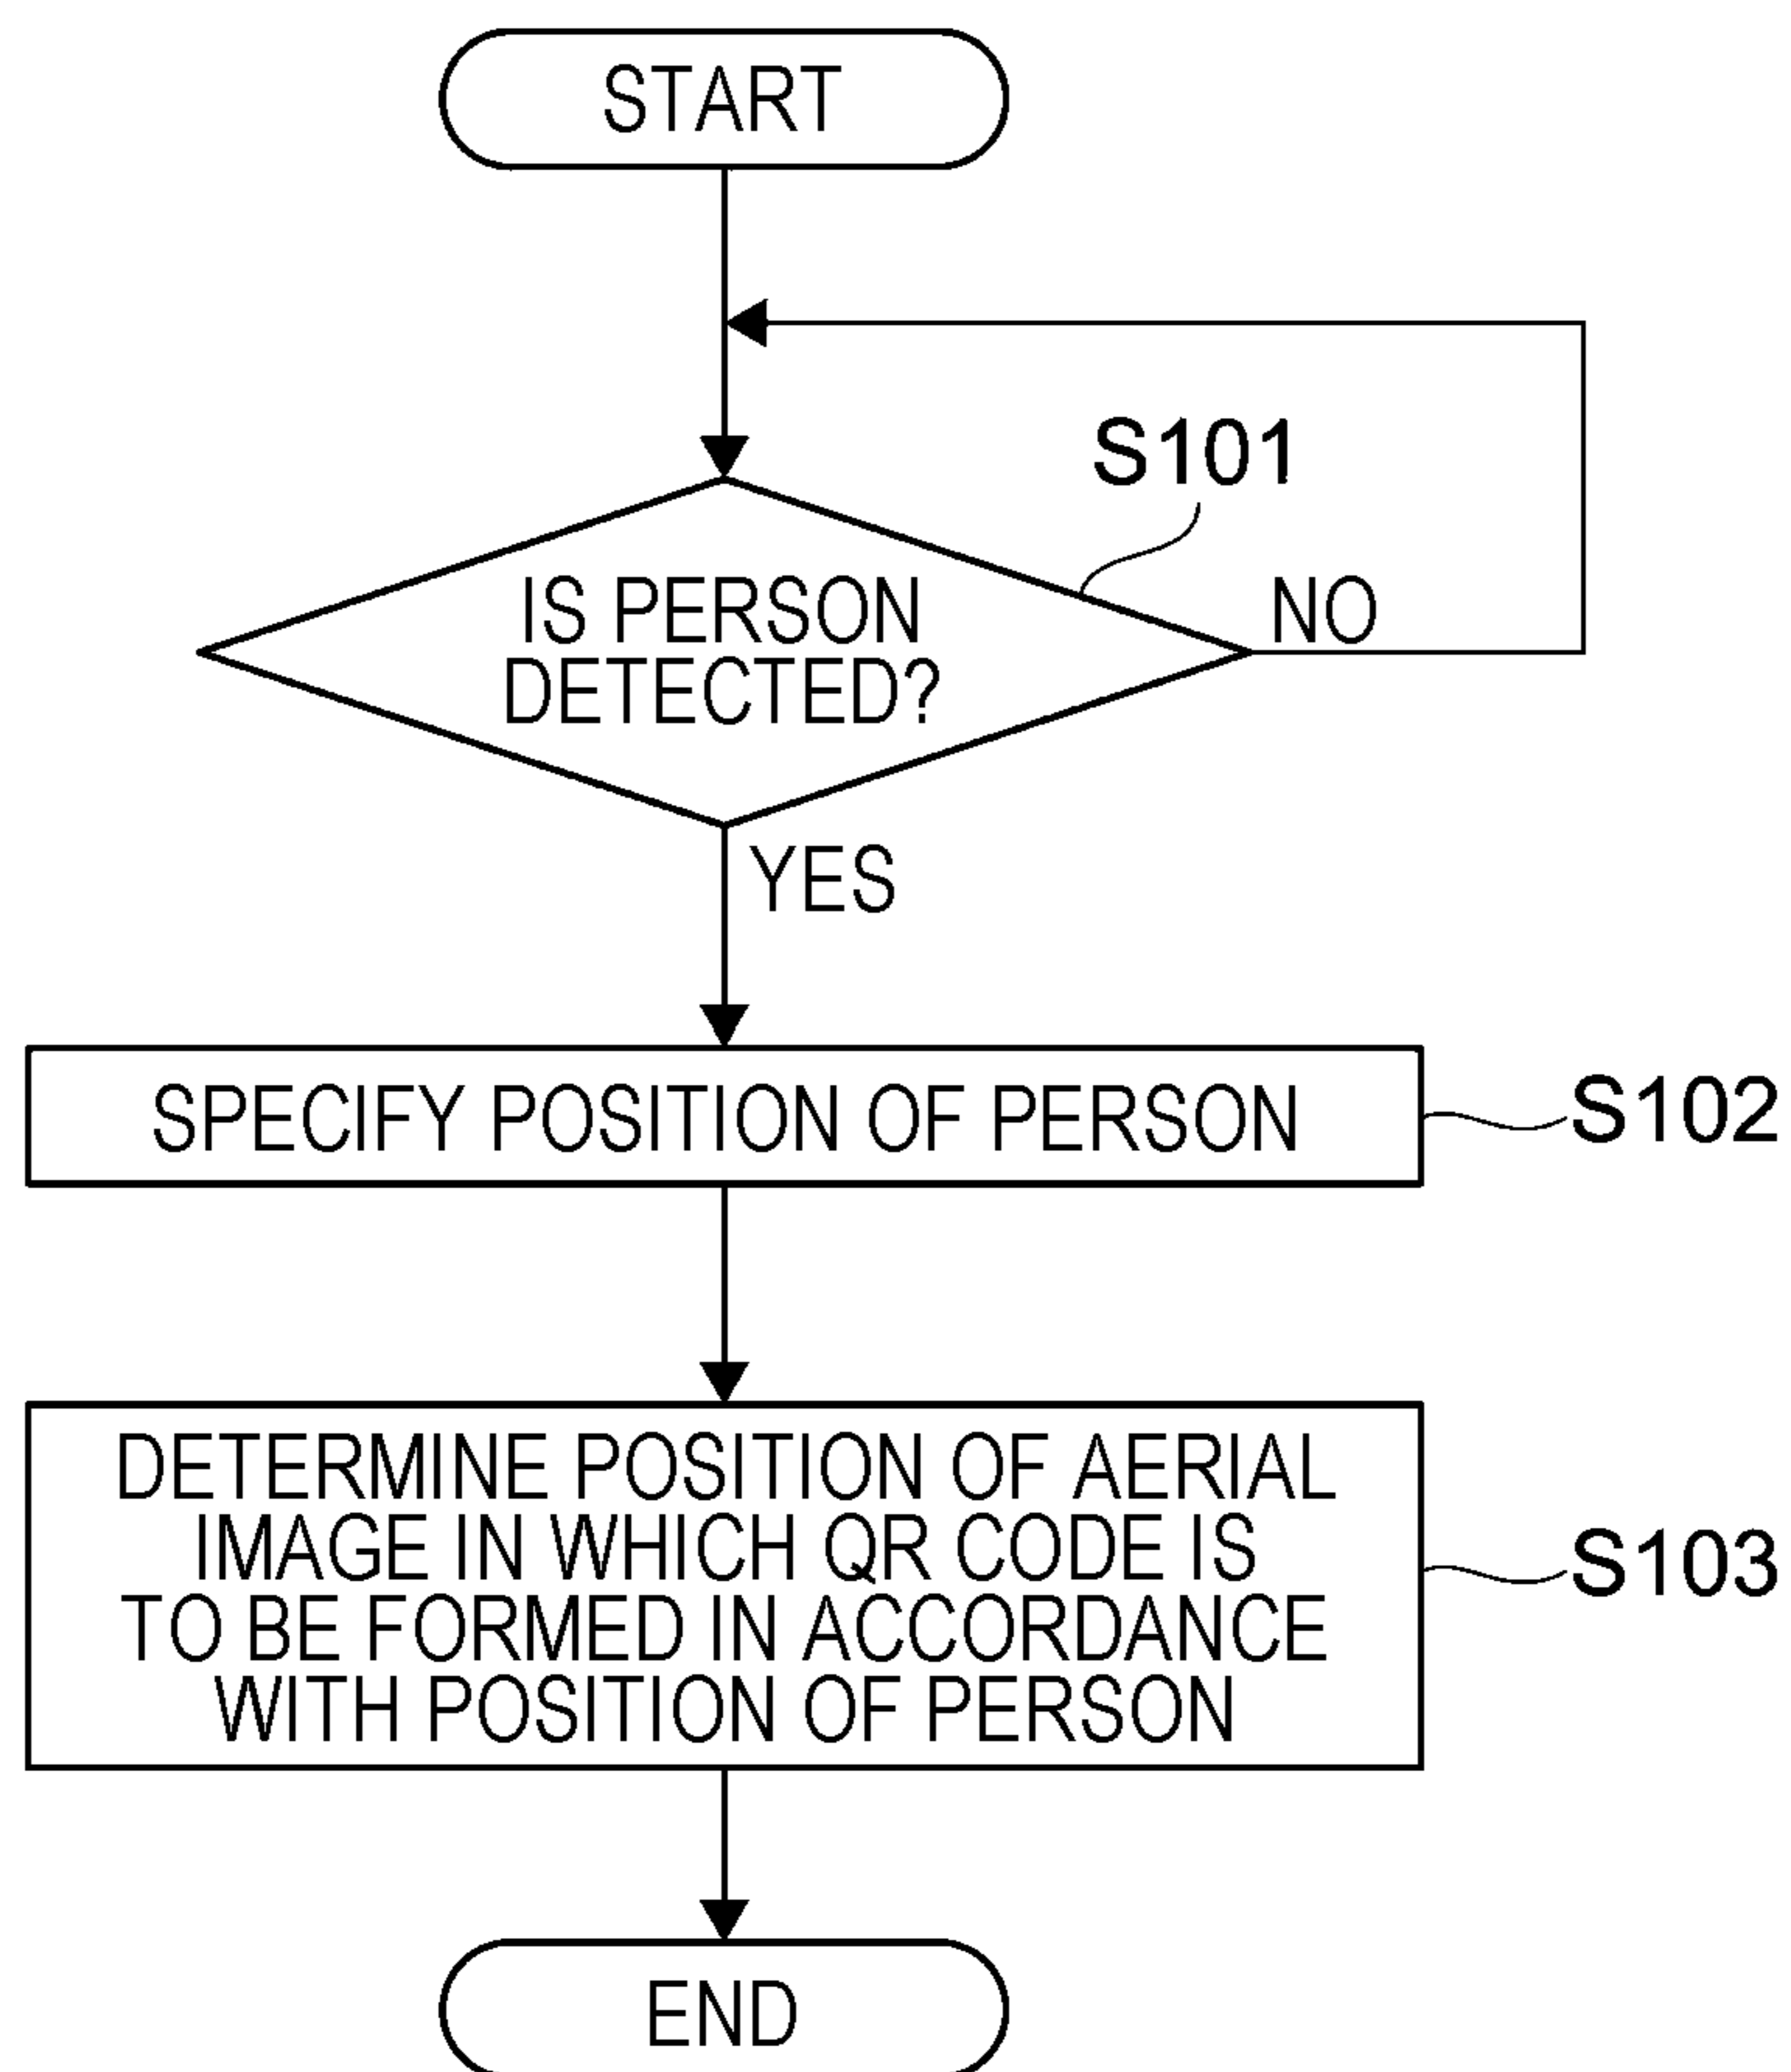 START
S101
IS PERSON
DETECTED?
NO
YES
SPECIFY POSITION OF PERSON
S102
DETERMINE POSITION OF AERIAL
IMAGE IN WHICH QR CODE IS
TO BE FORMED IN ACCORDANCE
WITH POSITION OF PERSON
S103
END